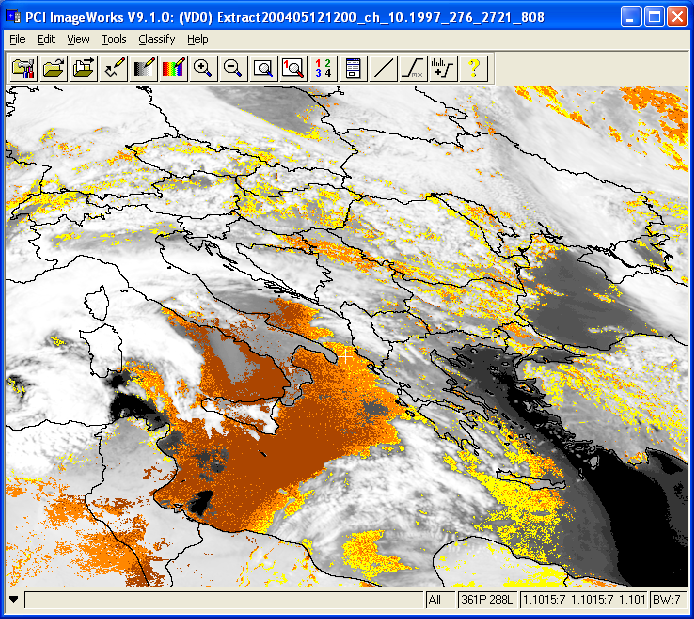 PCI ImageWorks V9.1.0: (VDO) Extract200405121200_ch_10.1997_276_2721_808
File Edit View Tools Classify Help
1 2
3 4
mx
?
All 361P 288L 1.1015:7 1.1015:7 1.101 BW:7